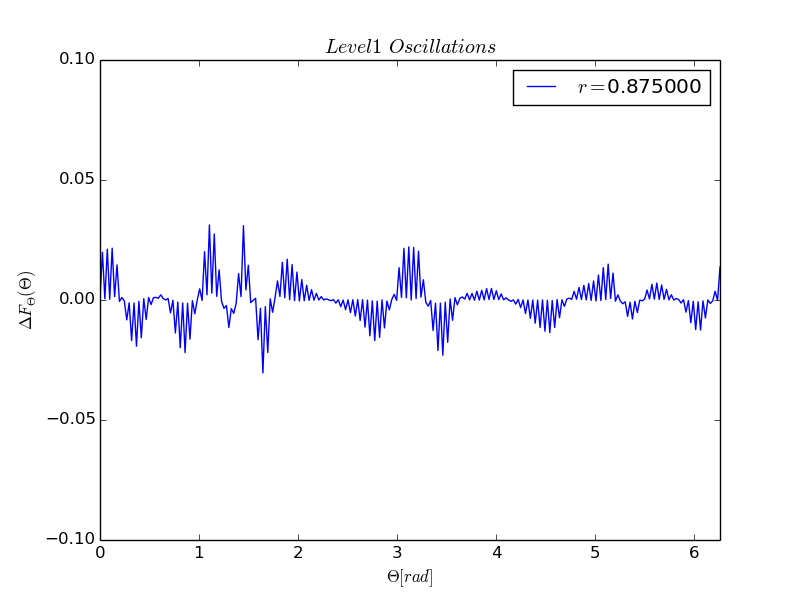 Level1 Oscillations
r=0.875000
0.10
0.05
0.00
−0.05
−0.10
ΔF_Θ(Θ)
0 1 2 3 4 5 6
Θ[rad]